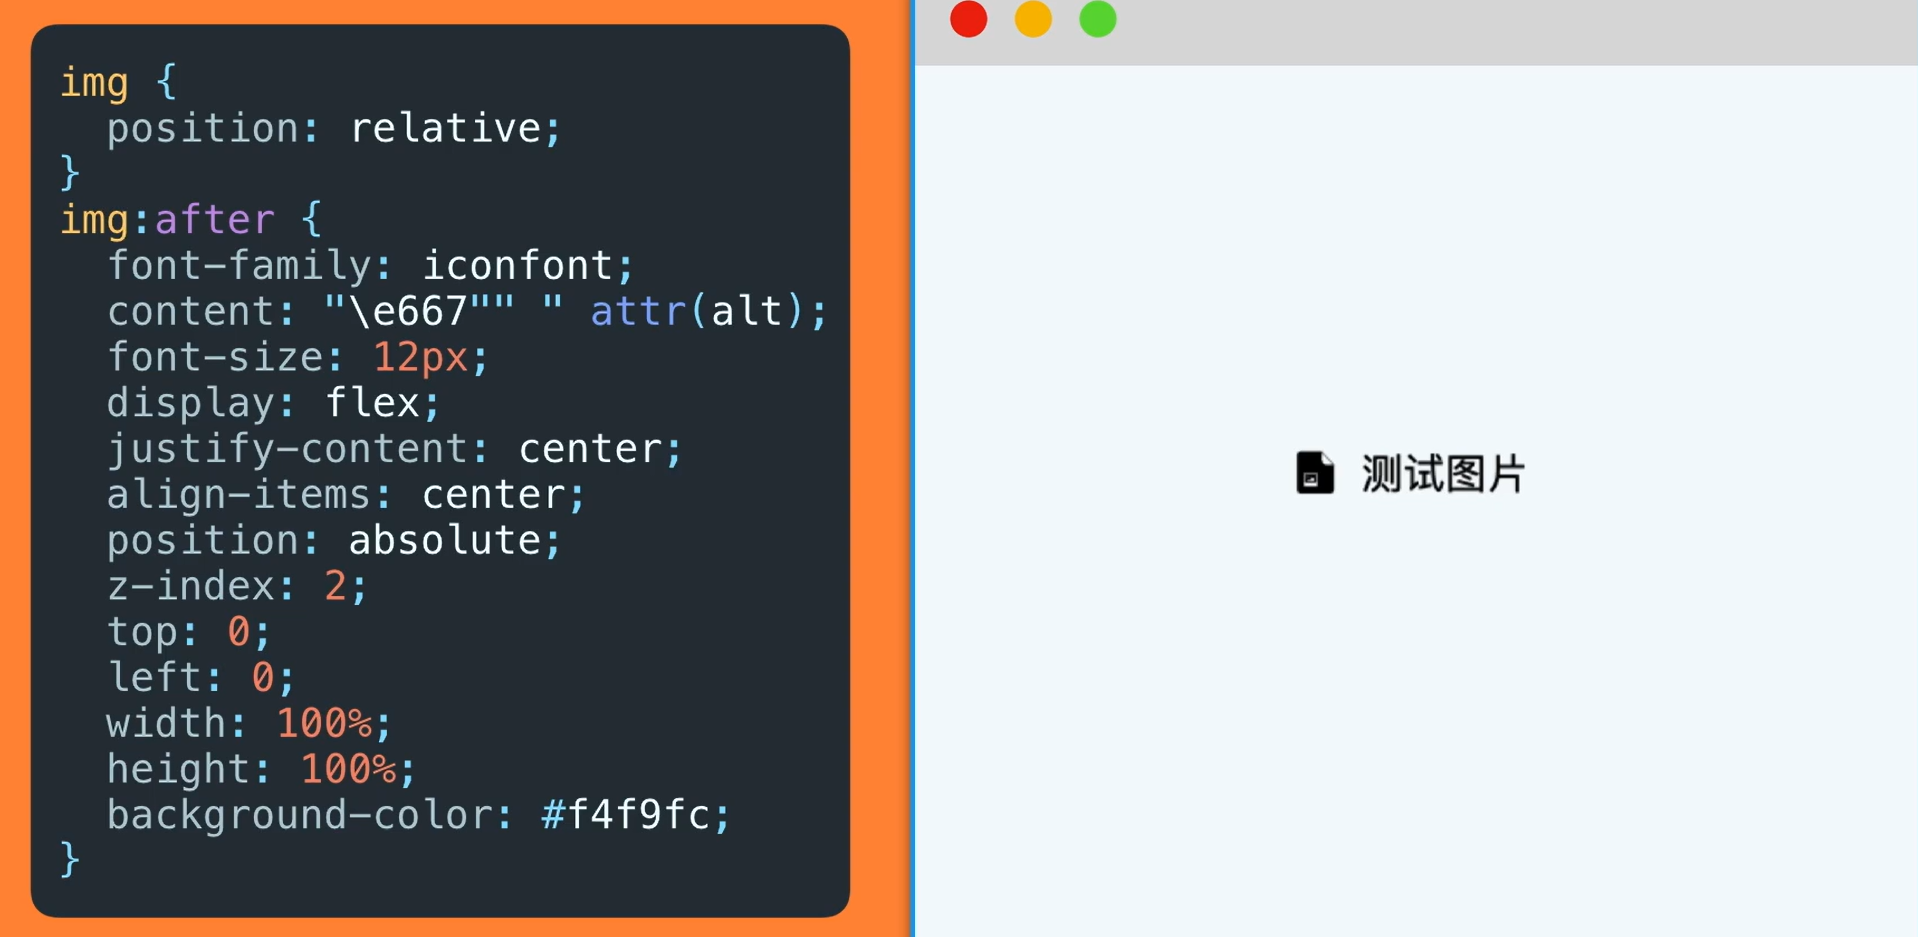 img {
  position: relative;
}
img:after {
  font-family: iconfont;
  content: "\e667"" " attr(alt);
  font-size: 12px;
  display: flex;
  justify-content: center;
  align-items: center;
  position: absolute;
  z-index: 2;
  top: 0;
  left: 0;
  width: 100%;
  height: 100%;
  background-color: #f4f9fc;
}
测试图片